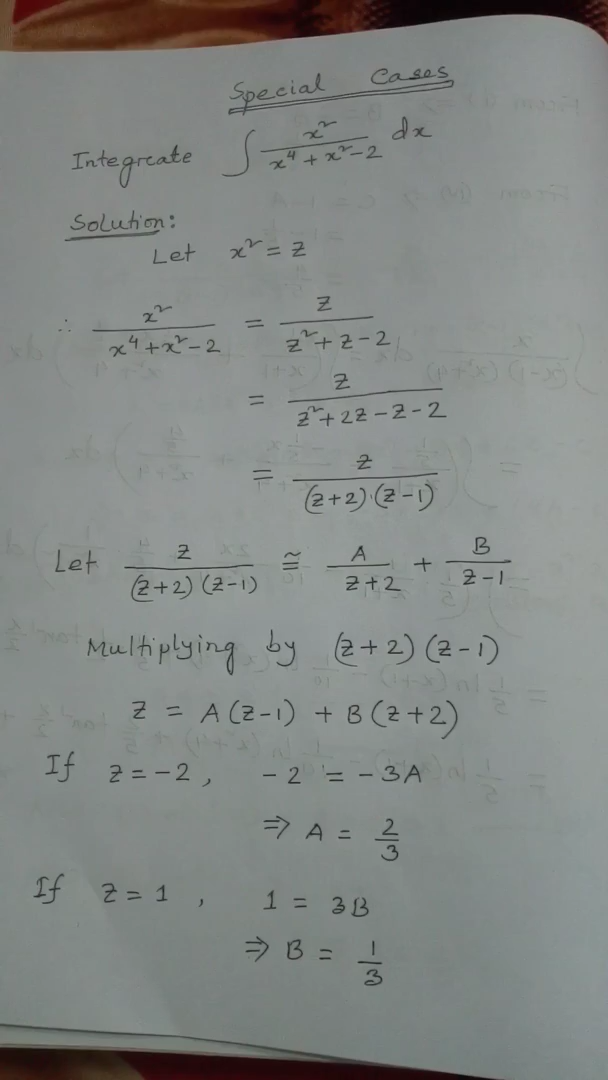 Special Cases
Integrate ∫ x²/(x⁴ + x² - 2) dx
Solution:
Let x² = z
∴ x²/(x⁴ + x² - 2) = z/(z² + z - 2)
= z/(z² + 2z - z - 2)
= z/((z+2)·(z-1))
Let z/((z+2)(z-1)) ≅ A/(z+2) + B/(z-1)
Multiplying by (z+2)(z-1)
z = A(z-1) + B(z+2)
If z = -2, -2 = -3A
⇒ A = 2/3
If z = 1, 1 = 3B
⇒ B = 1/3